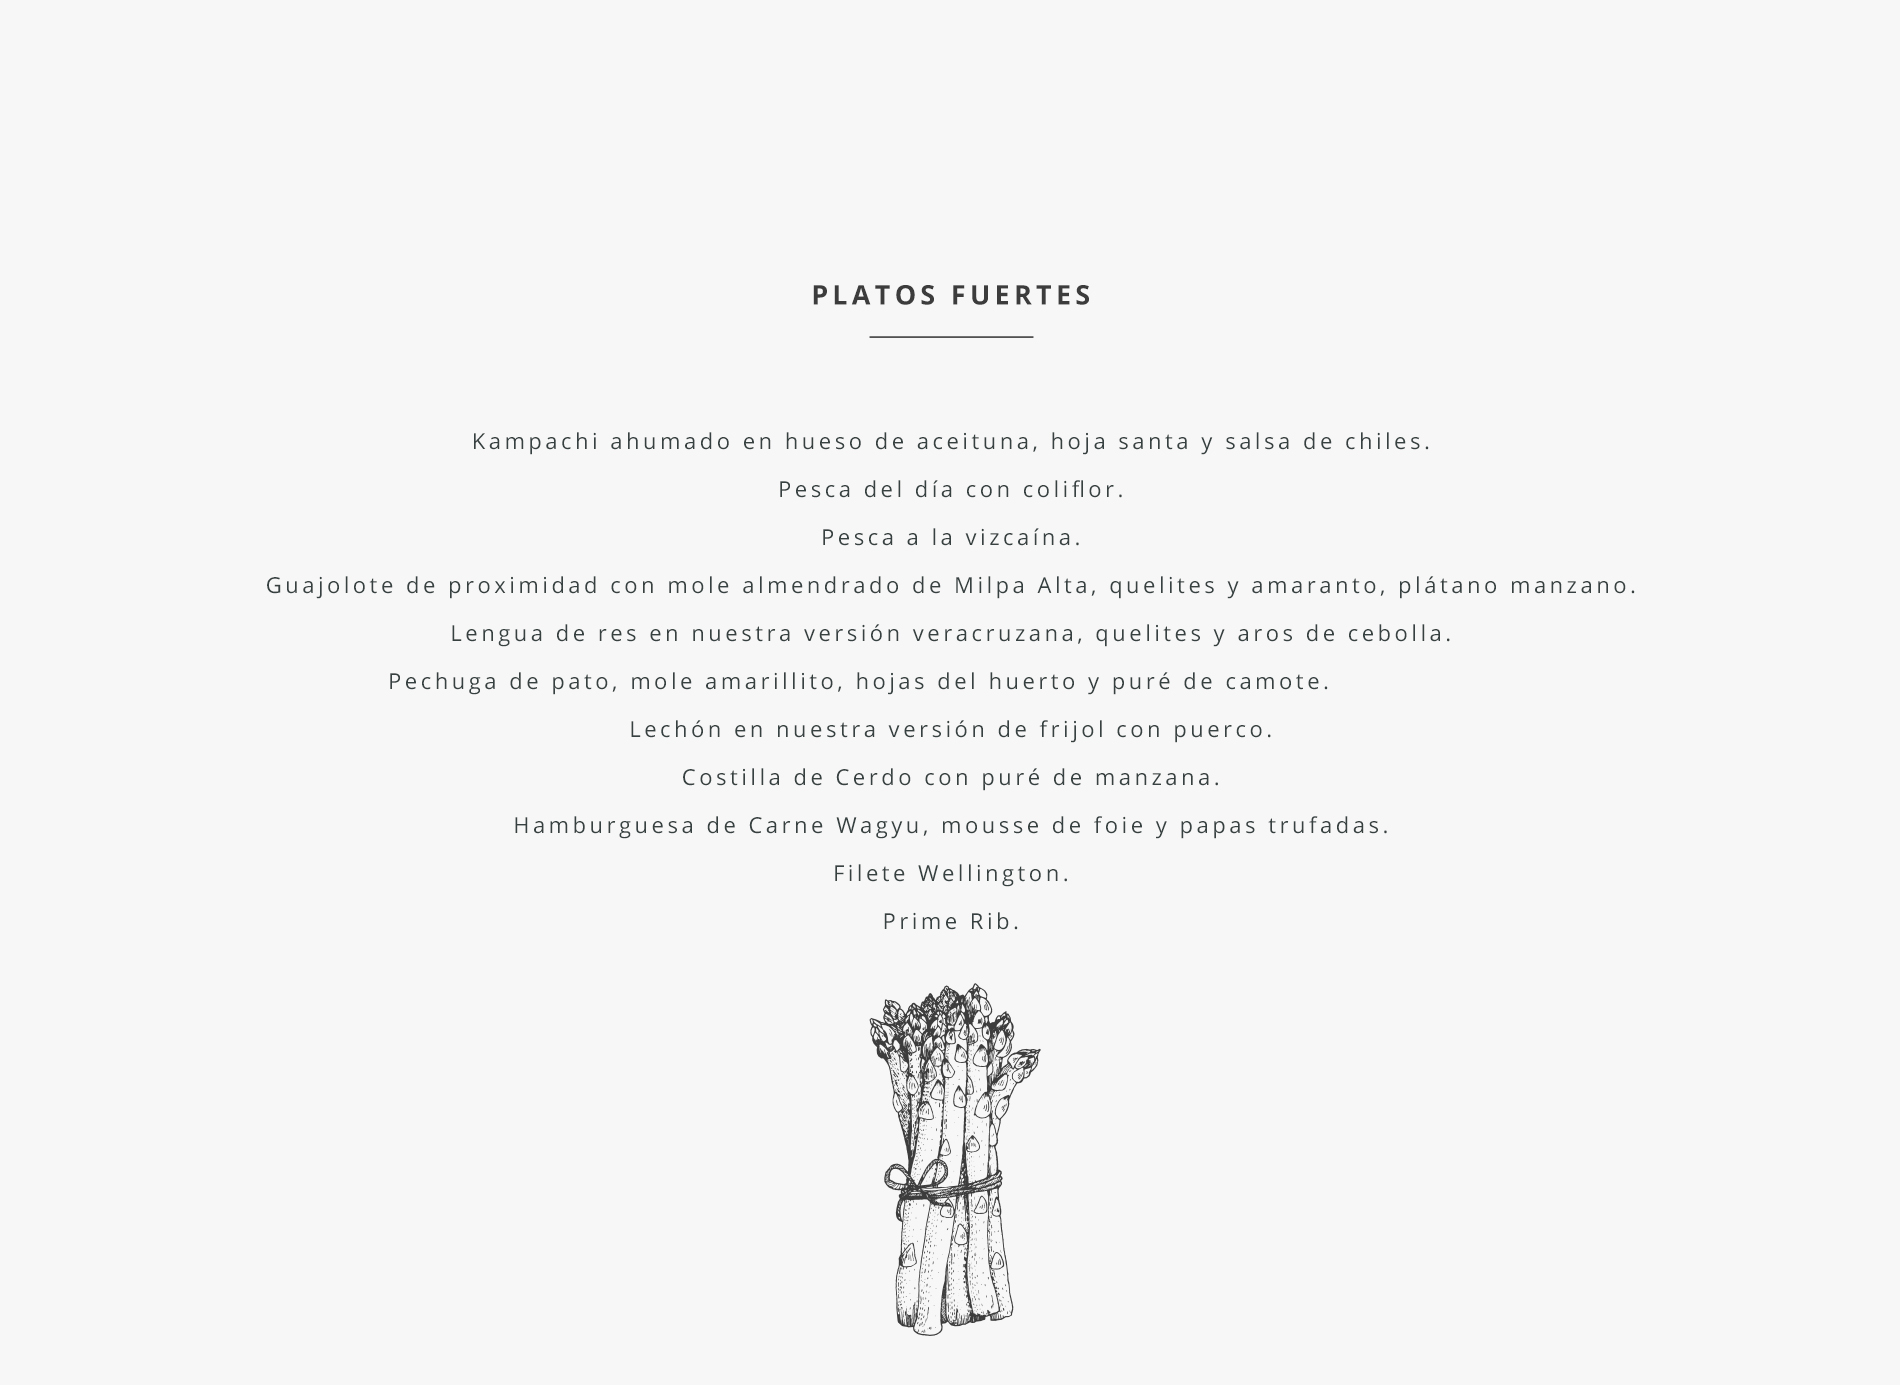 PLATOS FUERTES
Kampachi ahumado en hueso de aceituna, hoja santa y salsa de chiles.
Pesca del día con coliflor.
Pesca a la vizcaína.
Guajolote de proximidad con mole almendrado de Milpa Alta, quelites y amaranto, plátano manzano.
Lengua de res en nuestra versión veracruzana, quelites y aros de cebolla.
Pechuga de pato, mole amarillito, hojas del huerto y puré de camote.
Lechón en nuestra versión de frijol con puerco.
Costilla de Cerdo con puré de manzana.
Hamburguesa de Carne Wagyu, mousse de foie y papas trufadas.
Filete Wellington.
Prime Rib.